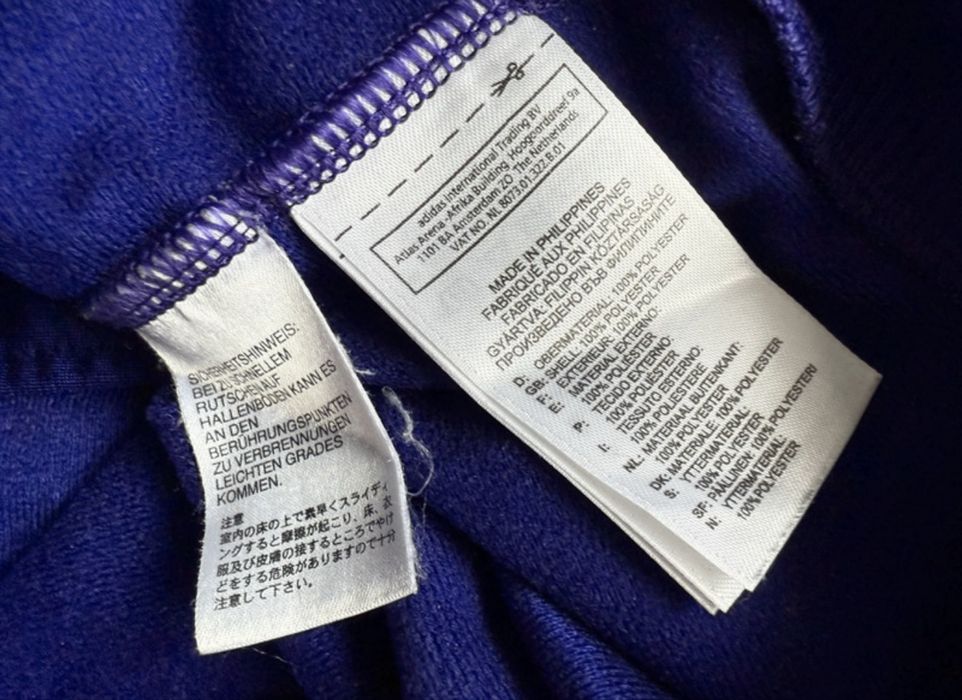 SICHERHEITSHINWEIS:
BEI ZU SCHNELLEM
RUTSCHEN AUF
HALLENBÖDEN KANN ES
AN DEN
BERÜHRUNGSPUNKTEN
ZU VERBRENNUNGEN
LEICHTEN GRADES
KOMMEN.
注意
室内の床の上で素早くスライディ
ングすると摩擦が起こり、床、衣
服及び皮膚の接するところでやけ
どをする危険がありますので十分
注意して下さい。
adidas International Trading BV
Atlas Arena Afrika Building, Hoogoorddreef 9a
1101 BA Amsterdam ZO The Netherlands
VAT NO. NL 8073.01.322.B.01
MADE IN PHILIPPINES
FABRIQUÉ AUX PHILIPPINES
FABRICADO EN FILIPINAS
GYÁRTVA: FILIPPIN KÖZTÁRSASÁG
ПРОИЗВЕДЕНО ВЪВ ФИЛИПИНИТЕ
D: OBERMATERIAL: 100% POLYESTER
GB: SHELL: 100% POLYESTER
F: EXTÉRIEUR: 100% POLYESTER
E: MATERIAL EXTERNO:
100% POLIÉSTER
P: TECIDO EXTERNO:
100% POLIÉSTER
I: TESSUTO ESTERNO:
100% POLIESTERE
NL: MATERIAAL BUITENKANT:
100% POLYESTER
DK: MATERIALE: 100% POLYESTER
S: YTTERMATERIAL:
100% POLYESTER
SF: PÄÄLLINEN: 100% POLYESTERI
N: YTTERMATERIAL:
100% POLYESTER